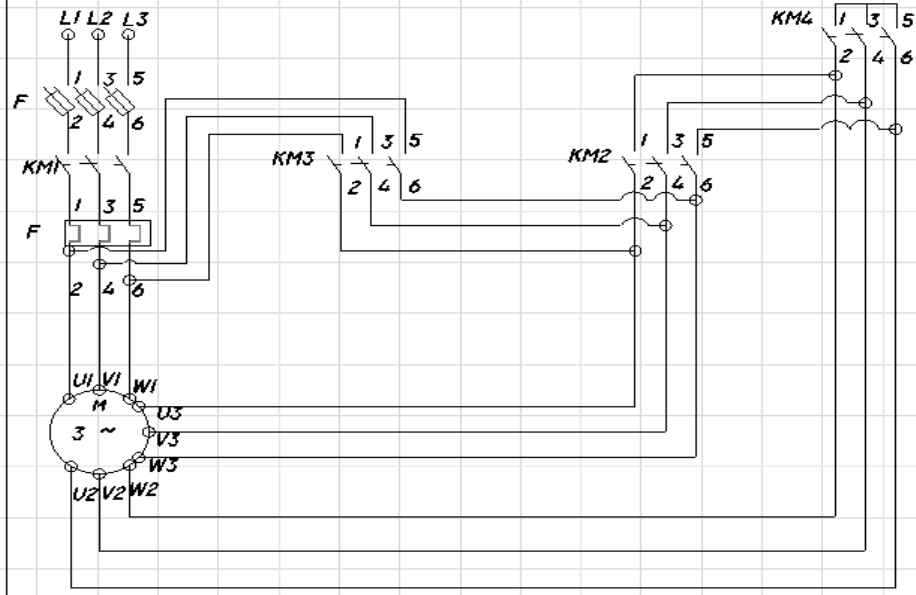 L1 L2 L3
KM4 1 3 5
2 4 6
F 1 3 5
2 4 6
KM1
KM3 1 3 5
2 4 6
KM2 1 3 5
2 4 6
1 3 5
F
2 4 6
U1 V1 W1
M
3 ~
U3
V3
W3
U2 V2 W2